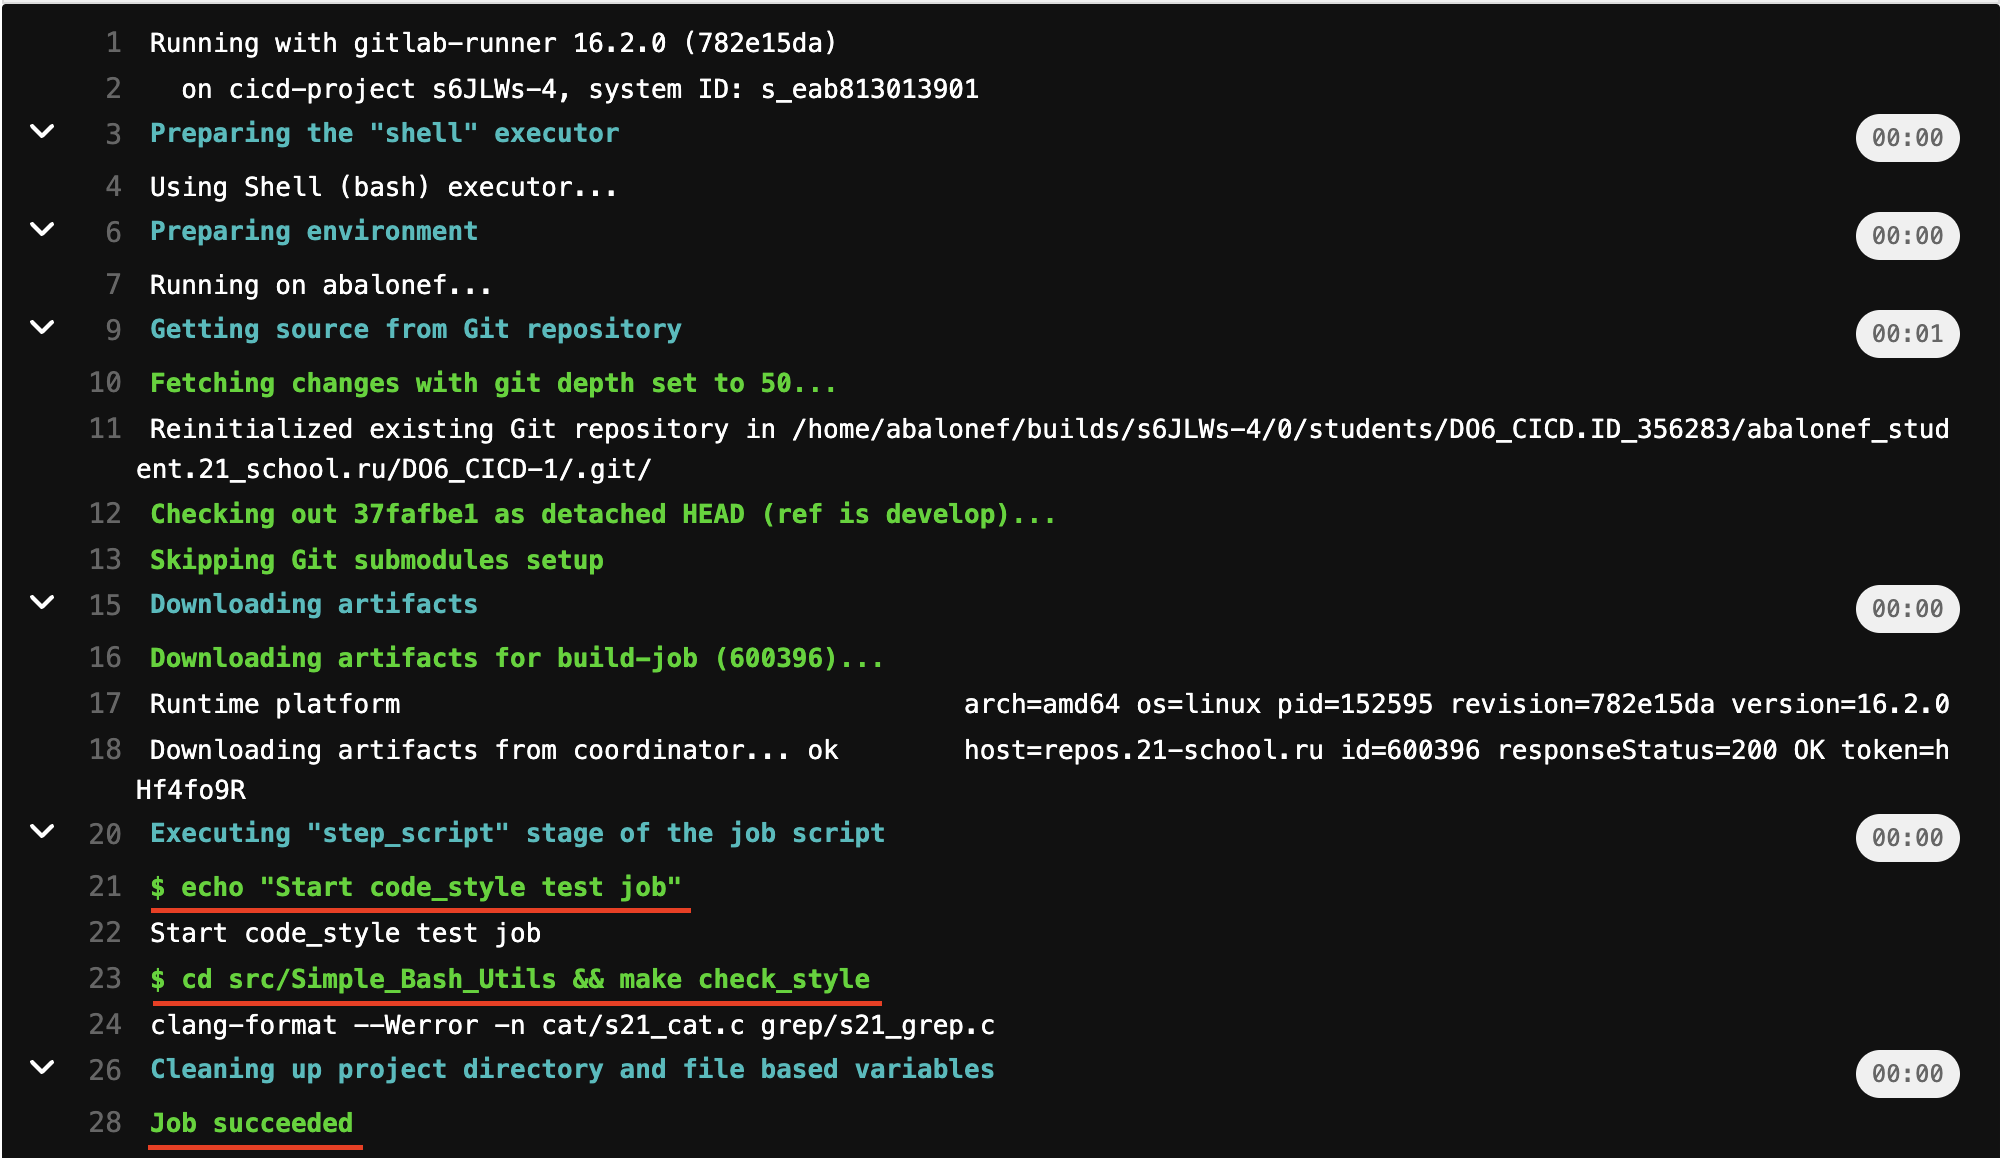 1 Running with gitlab-runner 16.2.0 (782e15da)
2 on cicd-project s6JLWs-4, system ID: s_eab813013901
3 Preparing the "shell" executor 00:00
4 Using Shell (bash) executor...
6 Preparing environment 00:00
7 Running on abalonef...
9 Getting source from Git repository 00:01
10 Fetching changes with git depth set to 50...
11 Reinitialized existing Git repository in /home/abalonef/builds/s6JLWs-4/0/students/DO6_CICD.ID_356283/abalonef_stud
ent.21_school.ru/DO6_CICD-1/.git/
12 Checking out 37fafbe1 as detached HEAD (ref is develop)...
13 Skipping Git submodules setup
15 Downloading artifacts 00:00
16 Downloading artifacts for build-job (600396)...
17 Runtime platform arch=amd64 os=linux pid=152595 revision=782e15da version=16.2.0
18 Downloading artifacts from coordinator... ok host=repos.21-school.ru id=600396 responseStatus=200 OK token=h
Hf4fo9R
20 Executing "step_script" stage of the job script 00:00
21 $ echo "Start code_style test job"
22 Start code_style test job
23 $ cd src/Simple_Bash_Utils && make check_style
24 clang-format --Werror -n cat/s21_cat.c grep/s21_grep.c
26 Cleaning up project directory and file based variables 00:00
28 Job succeeded